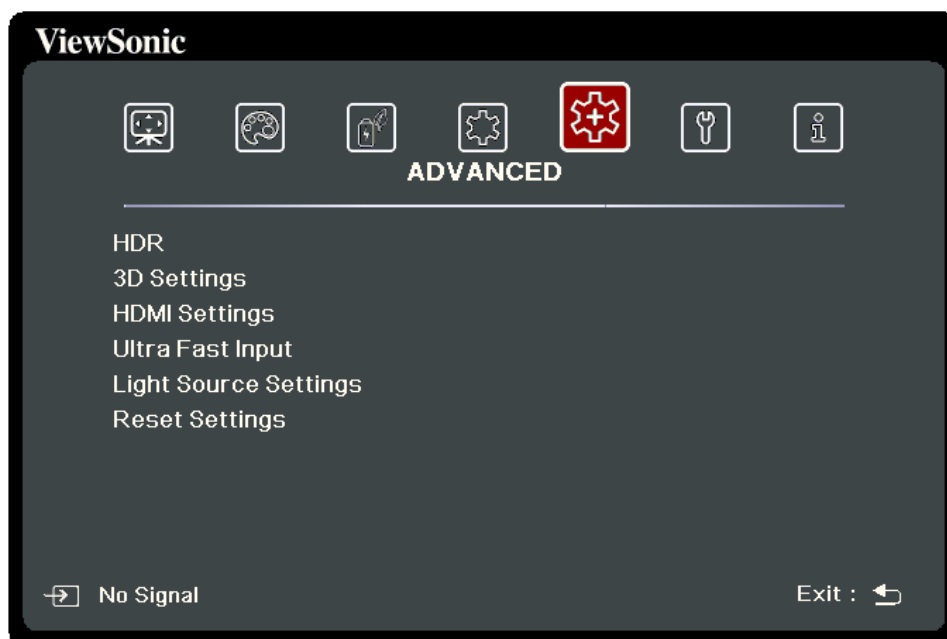 ViewSonic
ADVANCED
HDR
3D Settings
HDMI Settings
Ultra Fast Input
Light Source Settings
Reset Settings
No Signal
Exit :